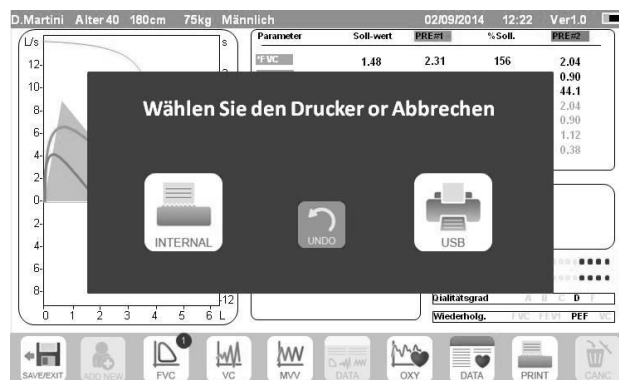 D.Martini Alter 40 180cm 75kg Männlich 02/09/2014 12:22 Ver1.0
L/s s Parameter Soll-wert PRE#1 %Soll. PRE#2
12- *FVC 1.48 2.31 156 2.04
0.90
10- 44.1
Wählen Sie den Drucker or Abbrechen
8- 2.04
0.90
6- 1.12
4- 0.38
2-
0-
INTERNAL UNDO USB
2-
4-
6-
8- -12
0 1 2 3 4 5 6 L
Qialitätsgrad A B C D F
Wiederholg. FVC FEV1 PEF VC
1
SAVE/EXIT ADD NEW FVC VC MVV DATA OXY DATA PRINT CANC